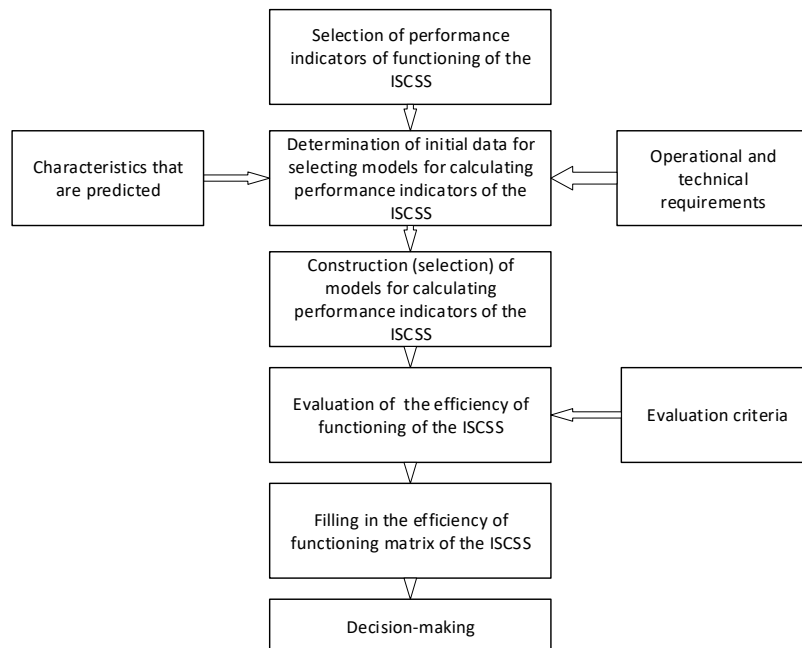 Selection of performance
indicators of functioning of the
ISCSS
Characteristics that
are predicted
Determination of initial data for
selecting models for calculating
performance indicators of the
ISCSS
Operational and
technical
requirements
Construction (selection) of
models for calculating
performance indicators of the
ISCSS
Evaluation of  the efficiency of
functioning of the ISCSS
Evaluation criteria
Filling in the efficiency of
functioning matrix of the ISCSS
Decision-making